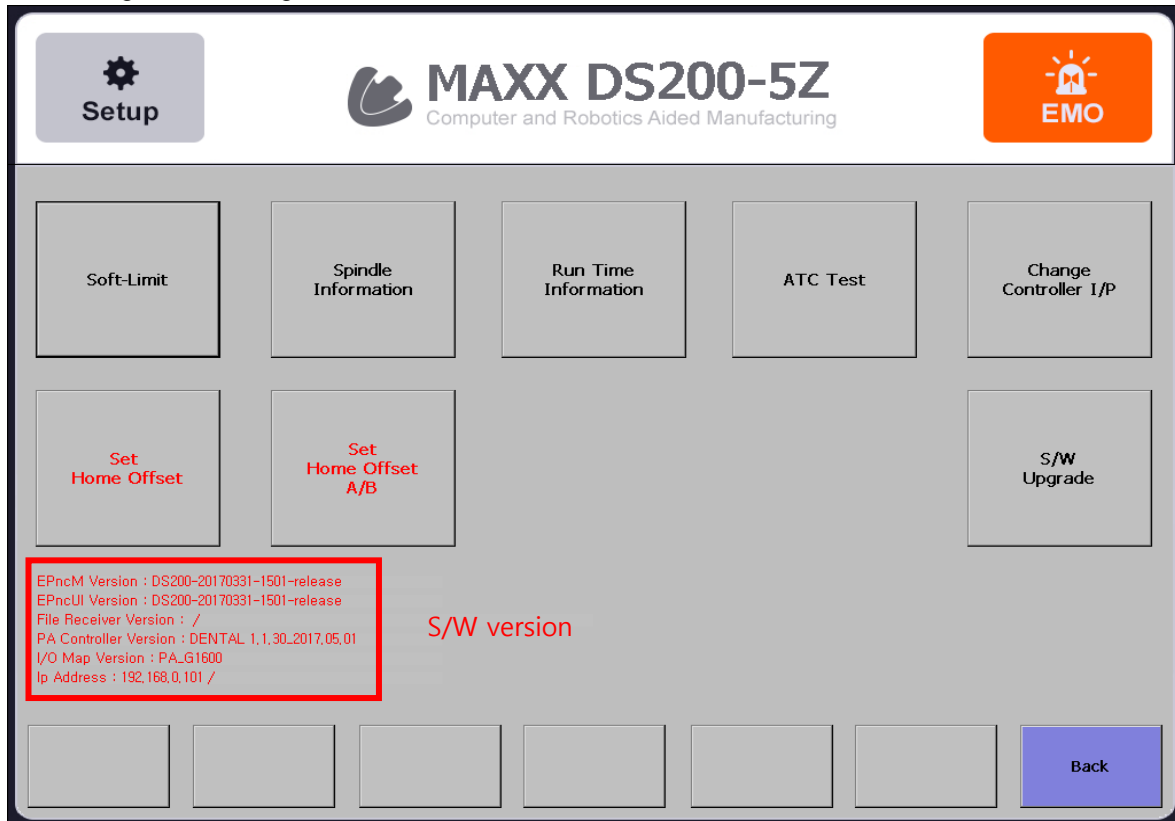 Setup
MAXX DS200-5Z
Computer and Robotics Aided Manufacturing
EMO
Soft-Limit
Spindle
Information
Run Time
Information
ATC Test
Change
Controller I/P
Set
Home Offset
Set
Home Offset
A/B
S/W
Upgrade
EPncM Version : DS200-20170331-1501-release
EPncUI Version : DS200-20170331-1501-release
File Receiver Version : /
PA Controller Version : DENTAL 1,1,30_2017,05,01
I/O Map Version : PA_G1600
Ip Address : 192,168,0,101 /
S/W version
Back